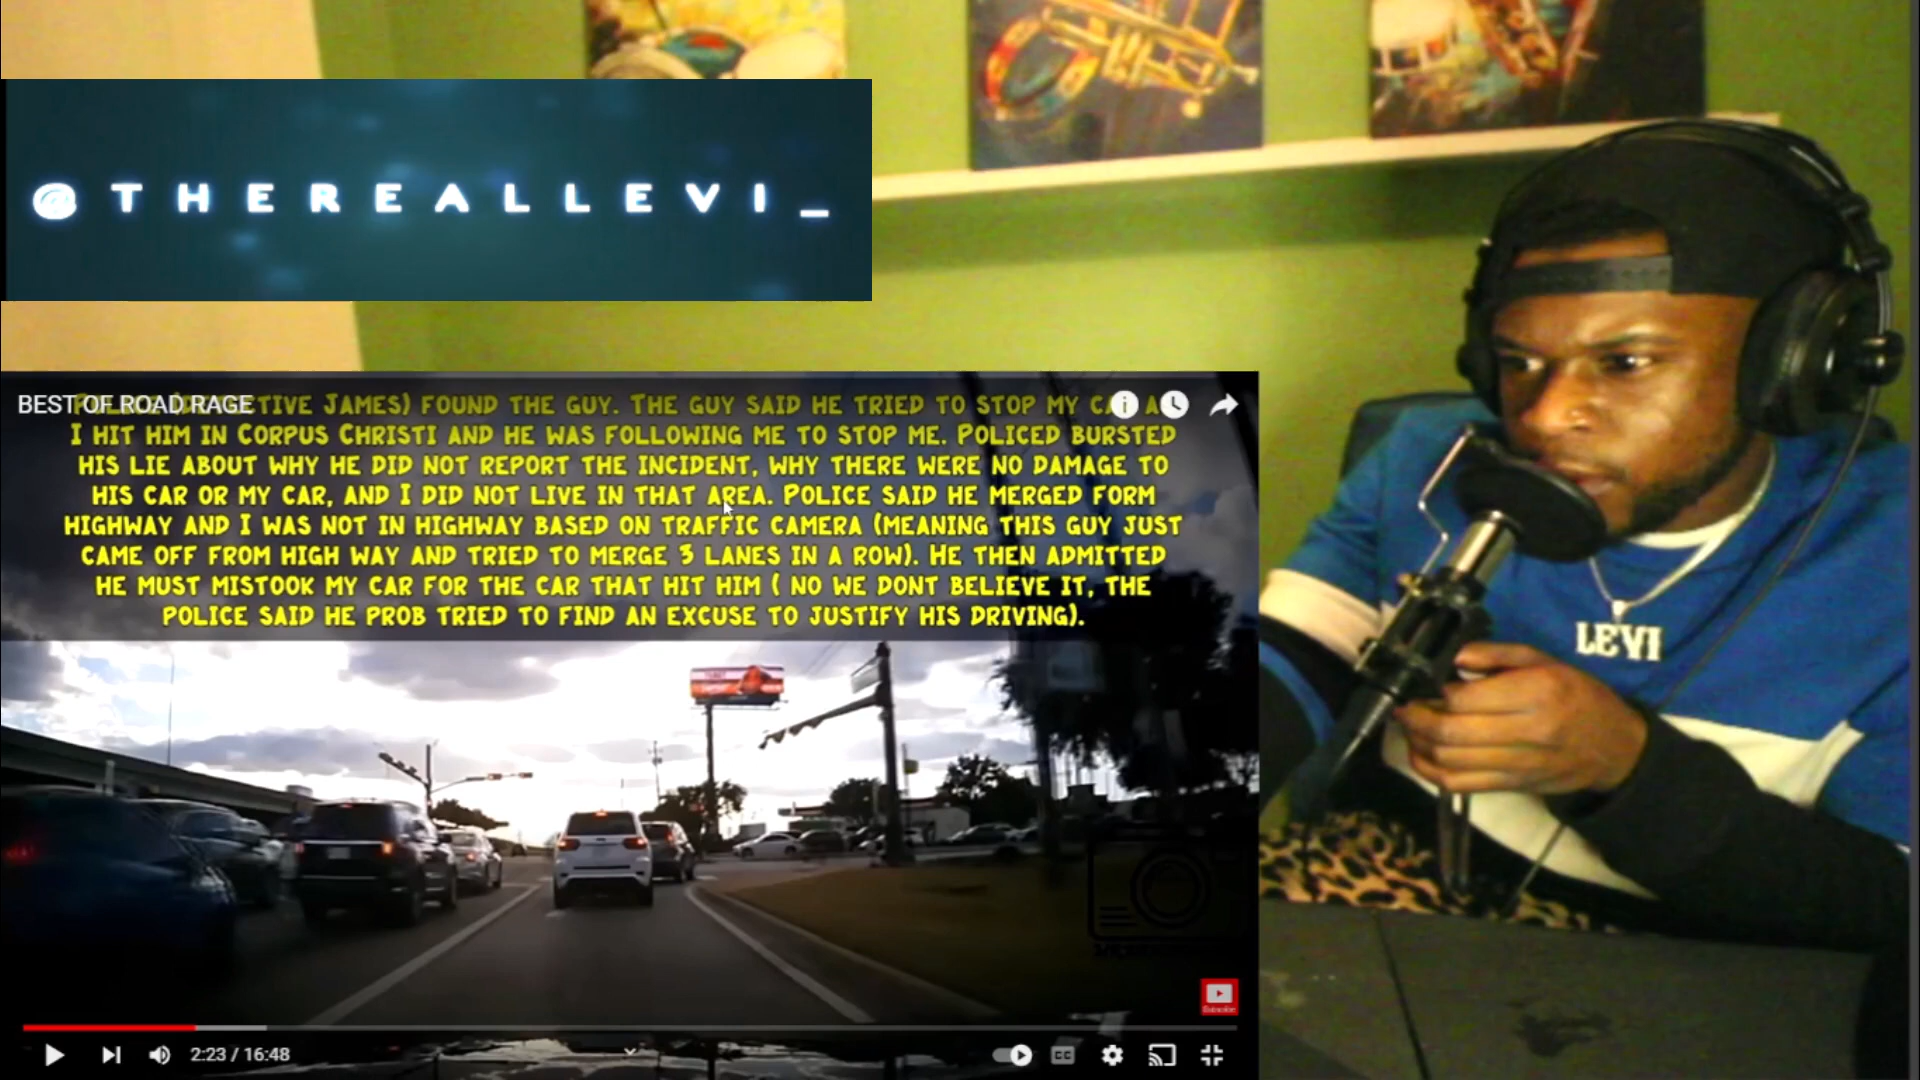 @THEREALLEVI_
BEST OF ROAD RAGE
DETECTIVE JAMES) FOUND THE GUY. THE GUY SAID HE TRIED TO STOP MY
I HIT HIM IN CORPUS CHRISTI AND HE WAS FOLLOWING ME TO STOP ME. POLICED BURSTED
HIS LIE ABOUT WHY HE DID NOT REPORT THE INCIDENT, WHY THERE WERE NO DAMAGE TO
HIS CAR OR MY CAR, AND I DID NOT LIVE IN THAT AREA. POLICE SAID HE MERGED FORM
HIGHWAY AND I WAS NOT IN HIGHWAY BASED ON TRAFFIC CAMERA (MEANING THIS GUY JUST
CAME OFF FROM HIGH WAY AND TRIED TO MERGE 3 LANES IN A ROW). HE THEN ADMITTED
HE MUST MISTOOK MY CAR FOR THE CAR THAT HIT HIM ( NO WE DONT BELIEVE IT, THE
POLICE SAID HE PROB TRIED TO FIND AN EXCUSE TO JUSTIFY HIS DRIVING).
LEVI
Subscribe
2:23 / 16:48
CC